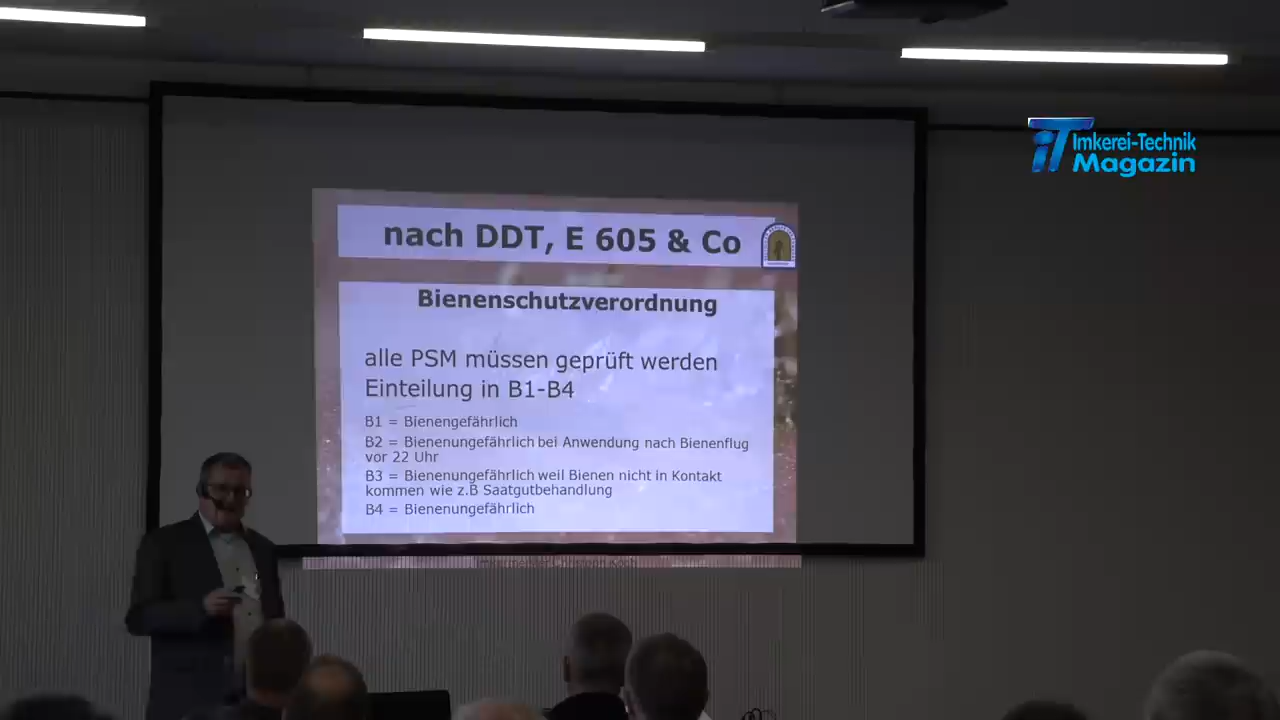 iT Imkerei-Technik
Magazin
nach DDT, E 605 & Co
Bienenschutzverordnung
alle PSM müssen geprüft werden
Einteilung in B1-B4
B1 = Bienengefährlich
B2 = Bienenungefährlich bei Anwendung nach Bienenflug
vor 22 Uhr
B3 = Bienenungefährlich weil Bienen nicht in Kontakt
kommen wie z.B Saatgutbehandlung
B4 = Bienenungefährlich